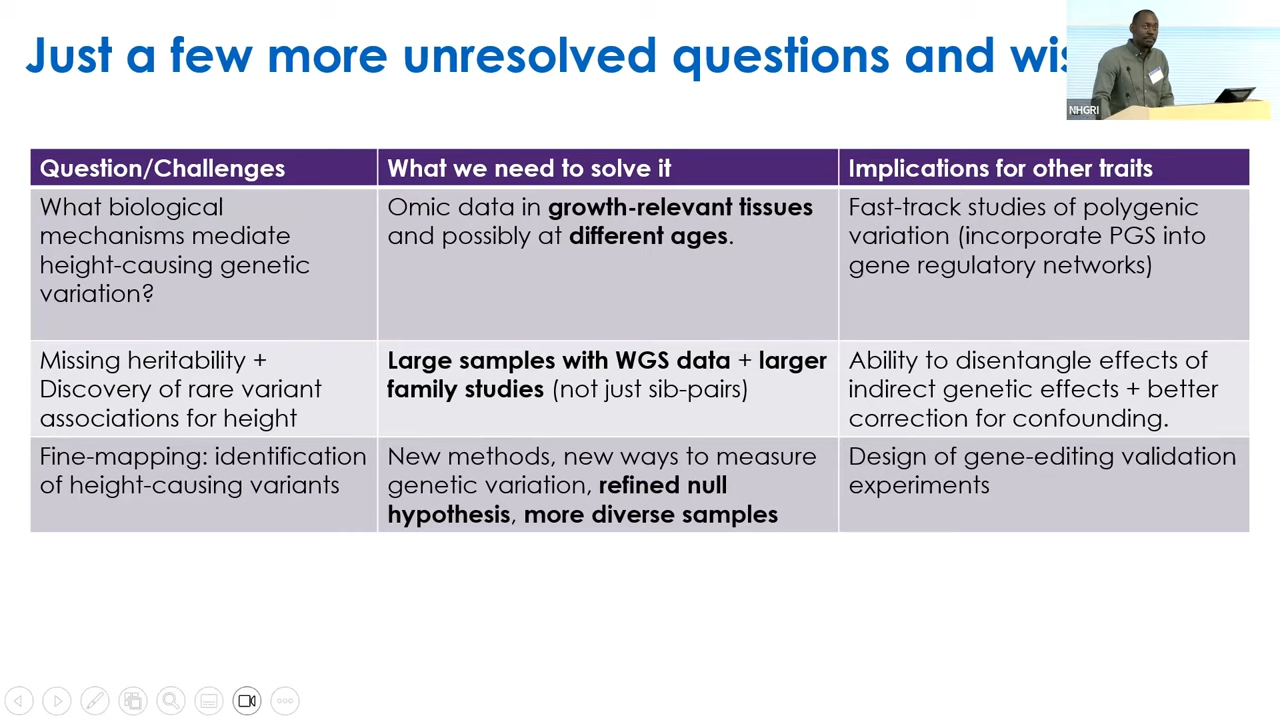 Just a few more unresolved questions and wis
NHGRI
Question/Challenges
What we need to solve it
Implications for other traits
What biological
mechanisms mediate
height-causing genetic
variation?
Omic data in growth-relevant tissues
and possibly at different ages.
Fast-track studies of polygenic
variation (incorporate PGS into
gene regulatory networks)
Missing heritability +
Discovery of rare variant
associations for height
Large samples with WGS data + larger
family studies (not just sib-pairs)
Ability to disentangle effects of
indirect genetic effects + better
correction for confounding.
Fine-mapping: identification
of height-causing variants
New methods, new ways to measure
genetic variation, refined null
hypothesis, more diverse samples
Design of gene-editing validation
experiments